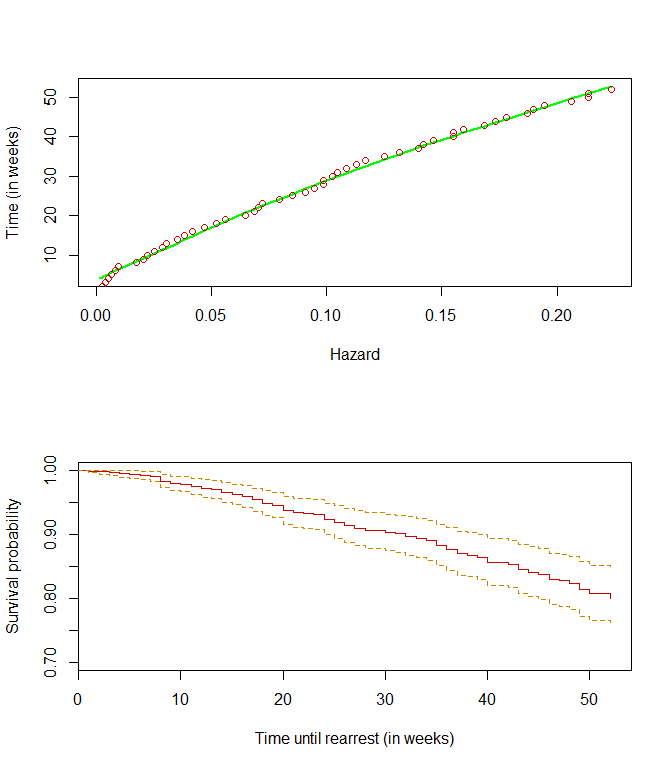 Time (in weeks)
50
40
30
20
10
0.00 0.05 0.10 0.15 0.20
Hazard
Survival probability
1.00
0.90
0.80
0.70
0 10 20 30 40 50
Time until rearrest (in weeks)